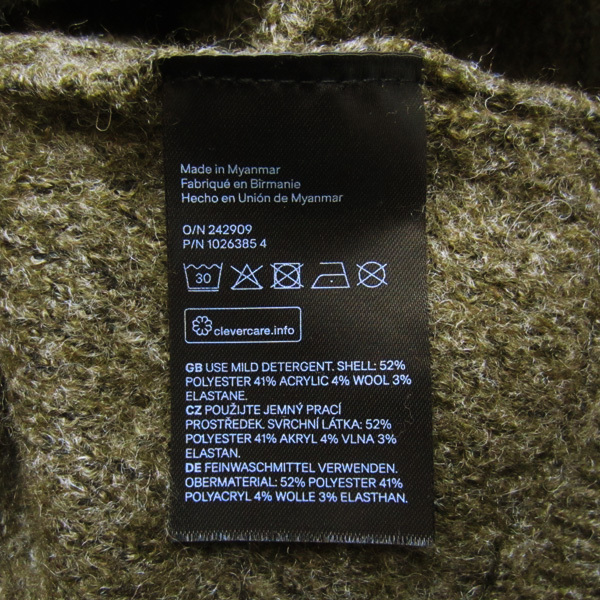 Made in Myanmar
Fabriqué en Birmanie
Hecho en Unión de Myanmar
O/N 242909
P/N 1026385 4
30
clevercare.info
GB USE MILD DETERGENT. SHELL: 52%
POLYESTER 41% ACRYLIC 4% WOOL 3%
ELASTANE.
CZ POUŽIJTE JEMNÝ PRACÍ
PROSTŘEDEK. SVRCHNÍ LÁTKA: 52%
POLYESTER 41% AKRYL 4% VLNA 3%
ELASTAN.
DE FEINWASCHMITTEL VERWENDEN.
OBERMATERIAL: 52% POLYESTER 41%
POLYACRYL 4% WOLLE 3% ELASTHAN.